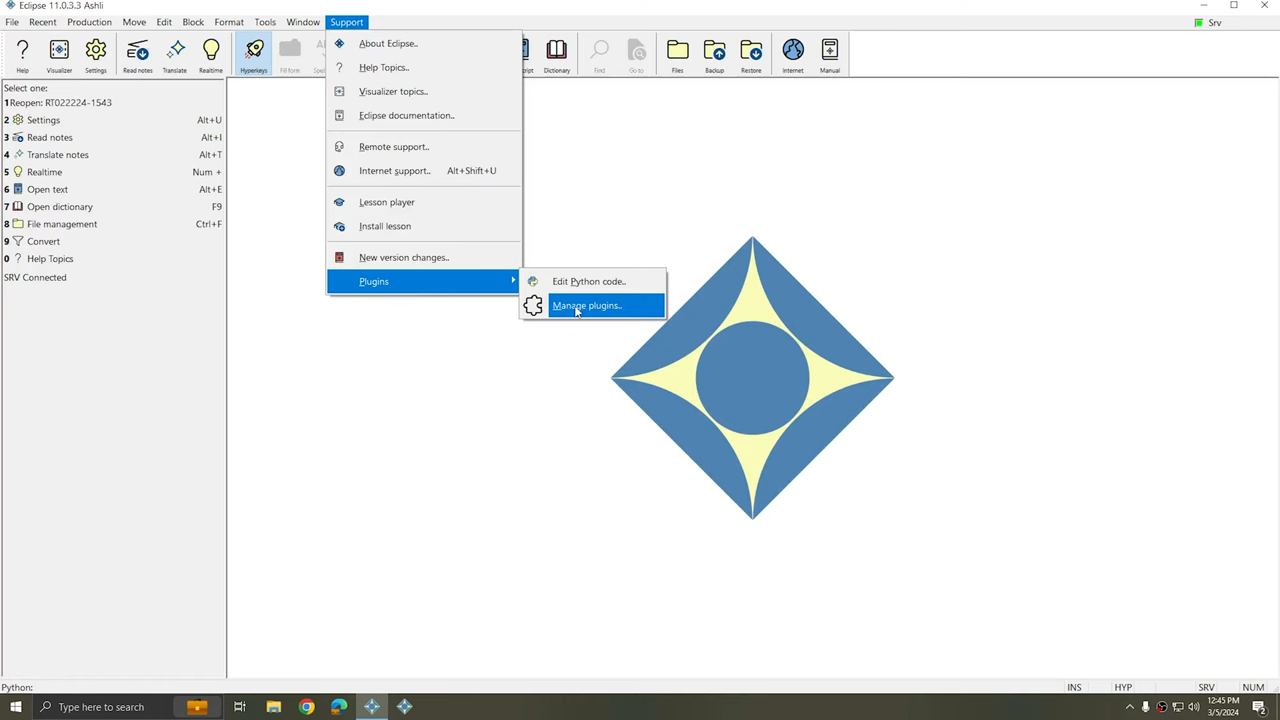 Eclipse 11.0.3.3 Ashli
File Recent Production Move Edit Block Format Tools Window Support
Srv
Help Visualizer Settings Read notes Translate Realtime Hyperkeys Fill form Dictionary Find Go to Files Backup Restore Internet Manual
Select one:
1Reopen: RT022224-1543
2 Settings Alt+U
3 Read notes Alt+I
4 Translate notes Alt+T
5 Realtime Num +
6 Open text Alt+E
7 Open dictionary F9
8 File management Ctrl+F
9 Convert
0 Help Topics
SRV Connected
About Eclipse..
Help Topics..
Visualizer topics..
Eclipse documentation..
Remote support..
Internet support.. Alt+Shift+U
Lesson player
Install lesson
New version changes..
Plugins
Edit Python code..
Manage plugins..
Python:
INS HYP SRV NUM
Type here to search
12:45 PM
3/5/2024
2